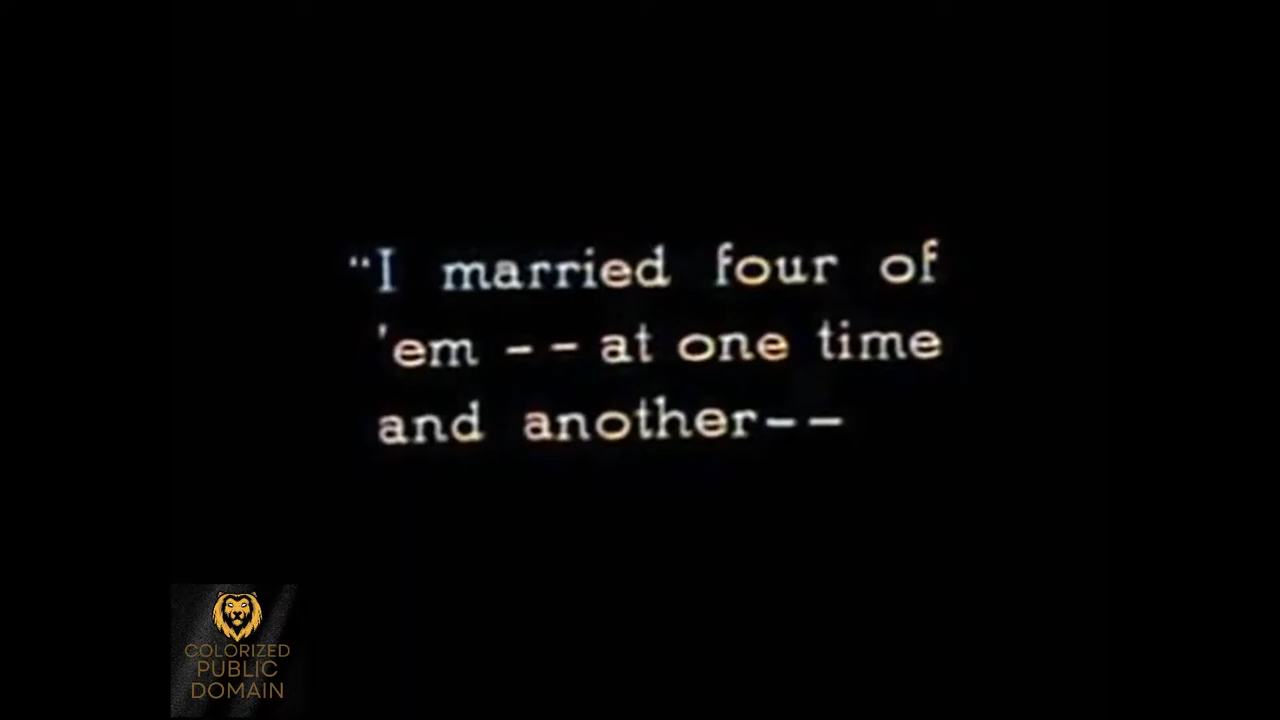 “I married four of
'em -- at one time
and another--
COLORIZED
PUBLIC
DOMAIN